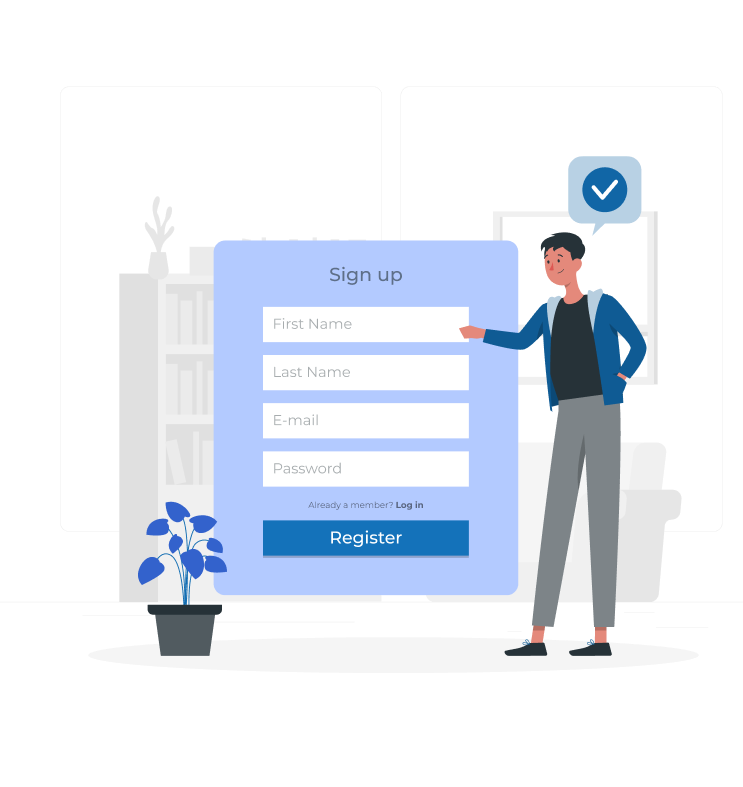 Sign up
First Name
Last Name
E-mail
Password
Already a member? Log in
Register